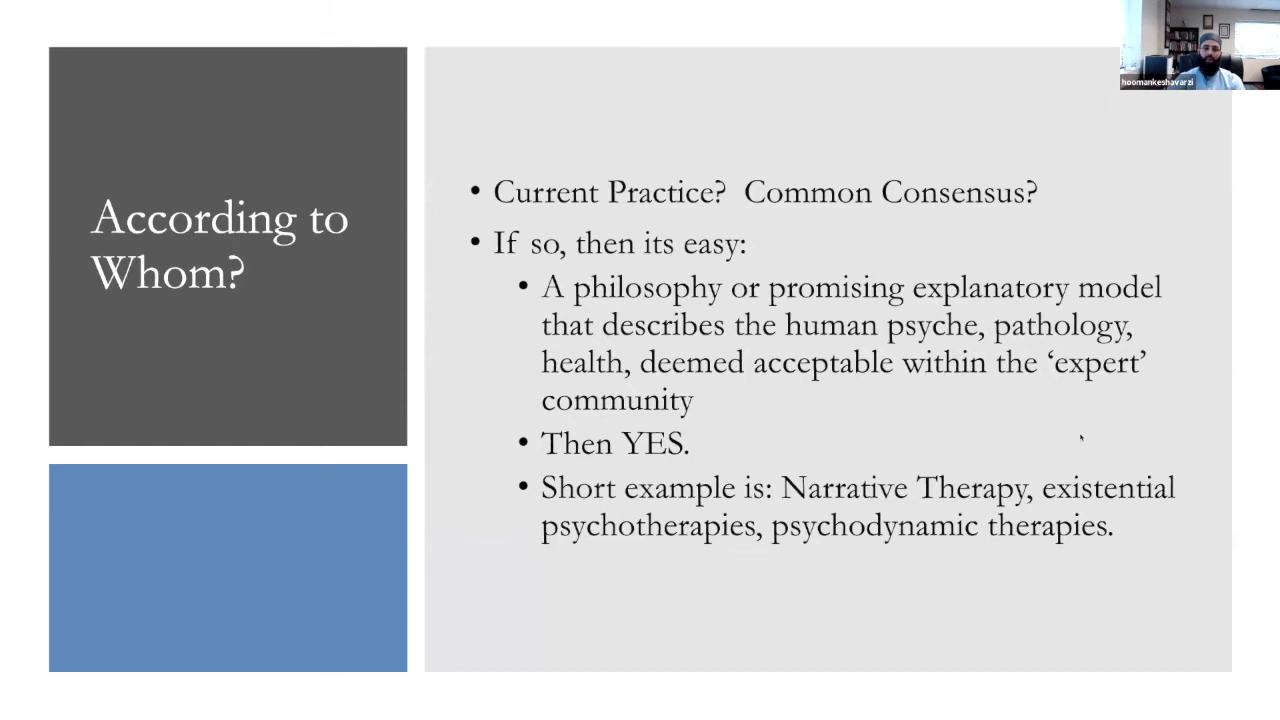 According to
Whom?
• Current Practice? Common Consensus?
• If so, then its easy:
• A philosophy or promising explanatory model
that describes the human psyche, pathology,
health, deemed acceptable within the ‘expert’
community
• Then YES.
• Short example is: Narrative Therapy, existential
psychotherapies, psychodynamic therapies.
hoomankeshavarzi